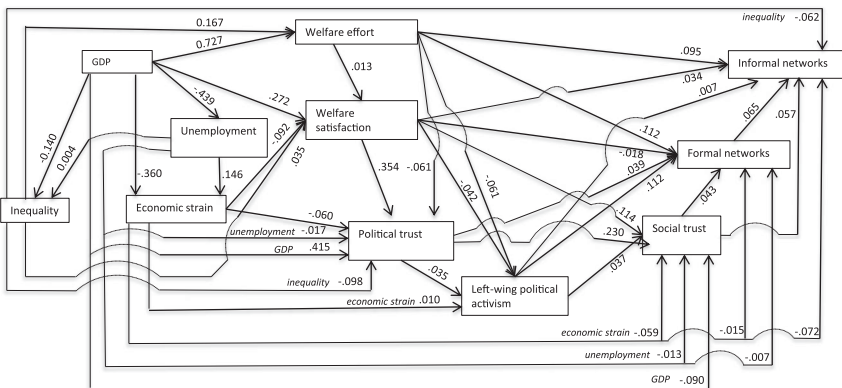 inequality -.062
0.167
Welfare effort
0.727
GDP
.095
.013
Informal networks
.034
-.439
.272
.007
Welfare
satisfaction
-.092
.065
.057
Unemployment
.112
-0.140
0.004
.035
-.018
Formal networks
.354
-.061
.039
-.360
.146
-.042
-.061
.112
.043
Inequality
Economic strain
-.060
.114
Social trust
unemployment -.017
Political trust
.230
GDP .415
.037
.035
inequality -.098
Left-wing political
activism
economic strain .010
economic strain -.059
-.015
-.072
unemployment -.013
-.007
GDP -.090